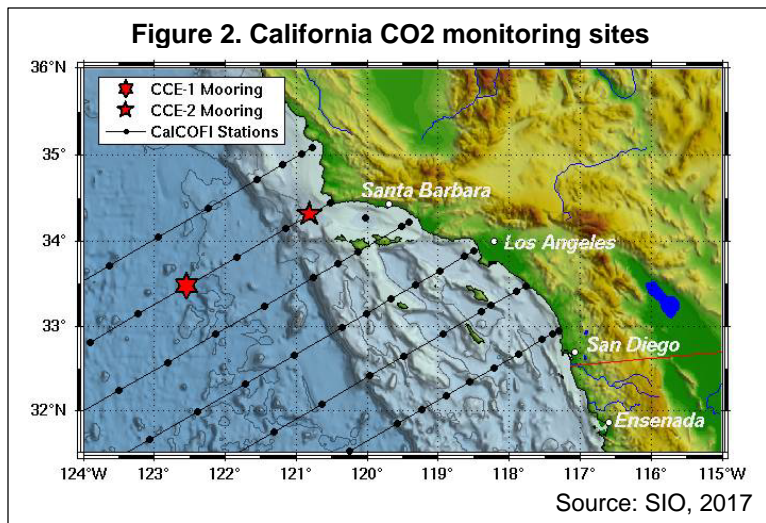 Figure 2. California CO2 monitoring sites
36°N
CCE-1 Mooring
CCE-2 Mooring
CalCOFI Stations
35°
Santa Barbara
34°
Los Angeles
33°
San Diego
32°
Ensenada
124°W 123° 122° 121° 120° 119° 118° 117° 116° 115°W
Source: SIO, 2017